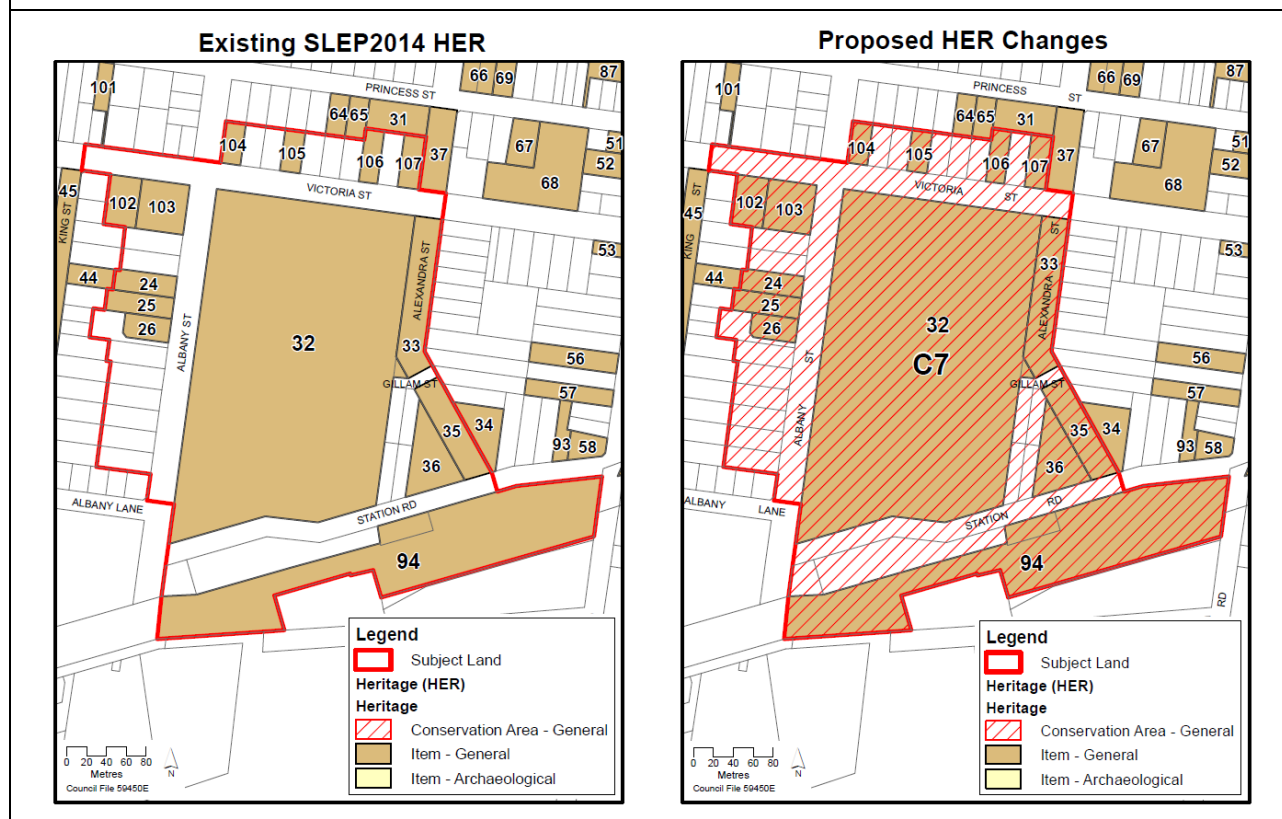 Existing SLEP2014 HER
101
66 69
87
PRINCESS ST
64 65 31
104
105
106
107
37
67
51
52
68
45
102 103
KING ST
VICTORIA ST
53
ALEXANDRA ST
44
24
25
26
ALBANY ST
32
33
GILLAM ST
56
57
35
34
36
93 58
ALBANY LANE
STATION RD
94
Legend
Subject Land
Heritage (HER)
Heritage
Conservation Area - General
Item - General
Item - Archaeological
0 20 40 60 80
Metres
N
Council File 59450E
Proposed HER Changes
101
66 69
87
PRINCESS ST
64 65 31
104
105
106
107
37
67
51
52
68
45
102 103
KING ST
VICTORIA ST
53
ALEXANDRA ST
33
44
24
25
26
ALBANY ST
32
C7
GILLAM ST
56
57
35
34
36
93 58
ALBANY LANE
STATION RD
94
RD
Legend
Subject Land
Heritage (HER)
Heritage
Conservation Area - General
Item - General
Item - Archaeological
0 20 40 60 80
Metres
N
Council File 59450E